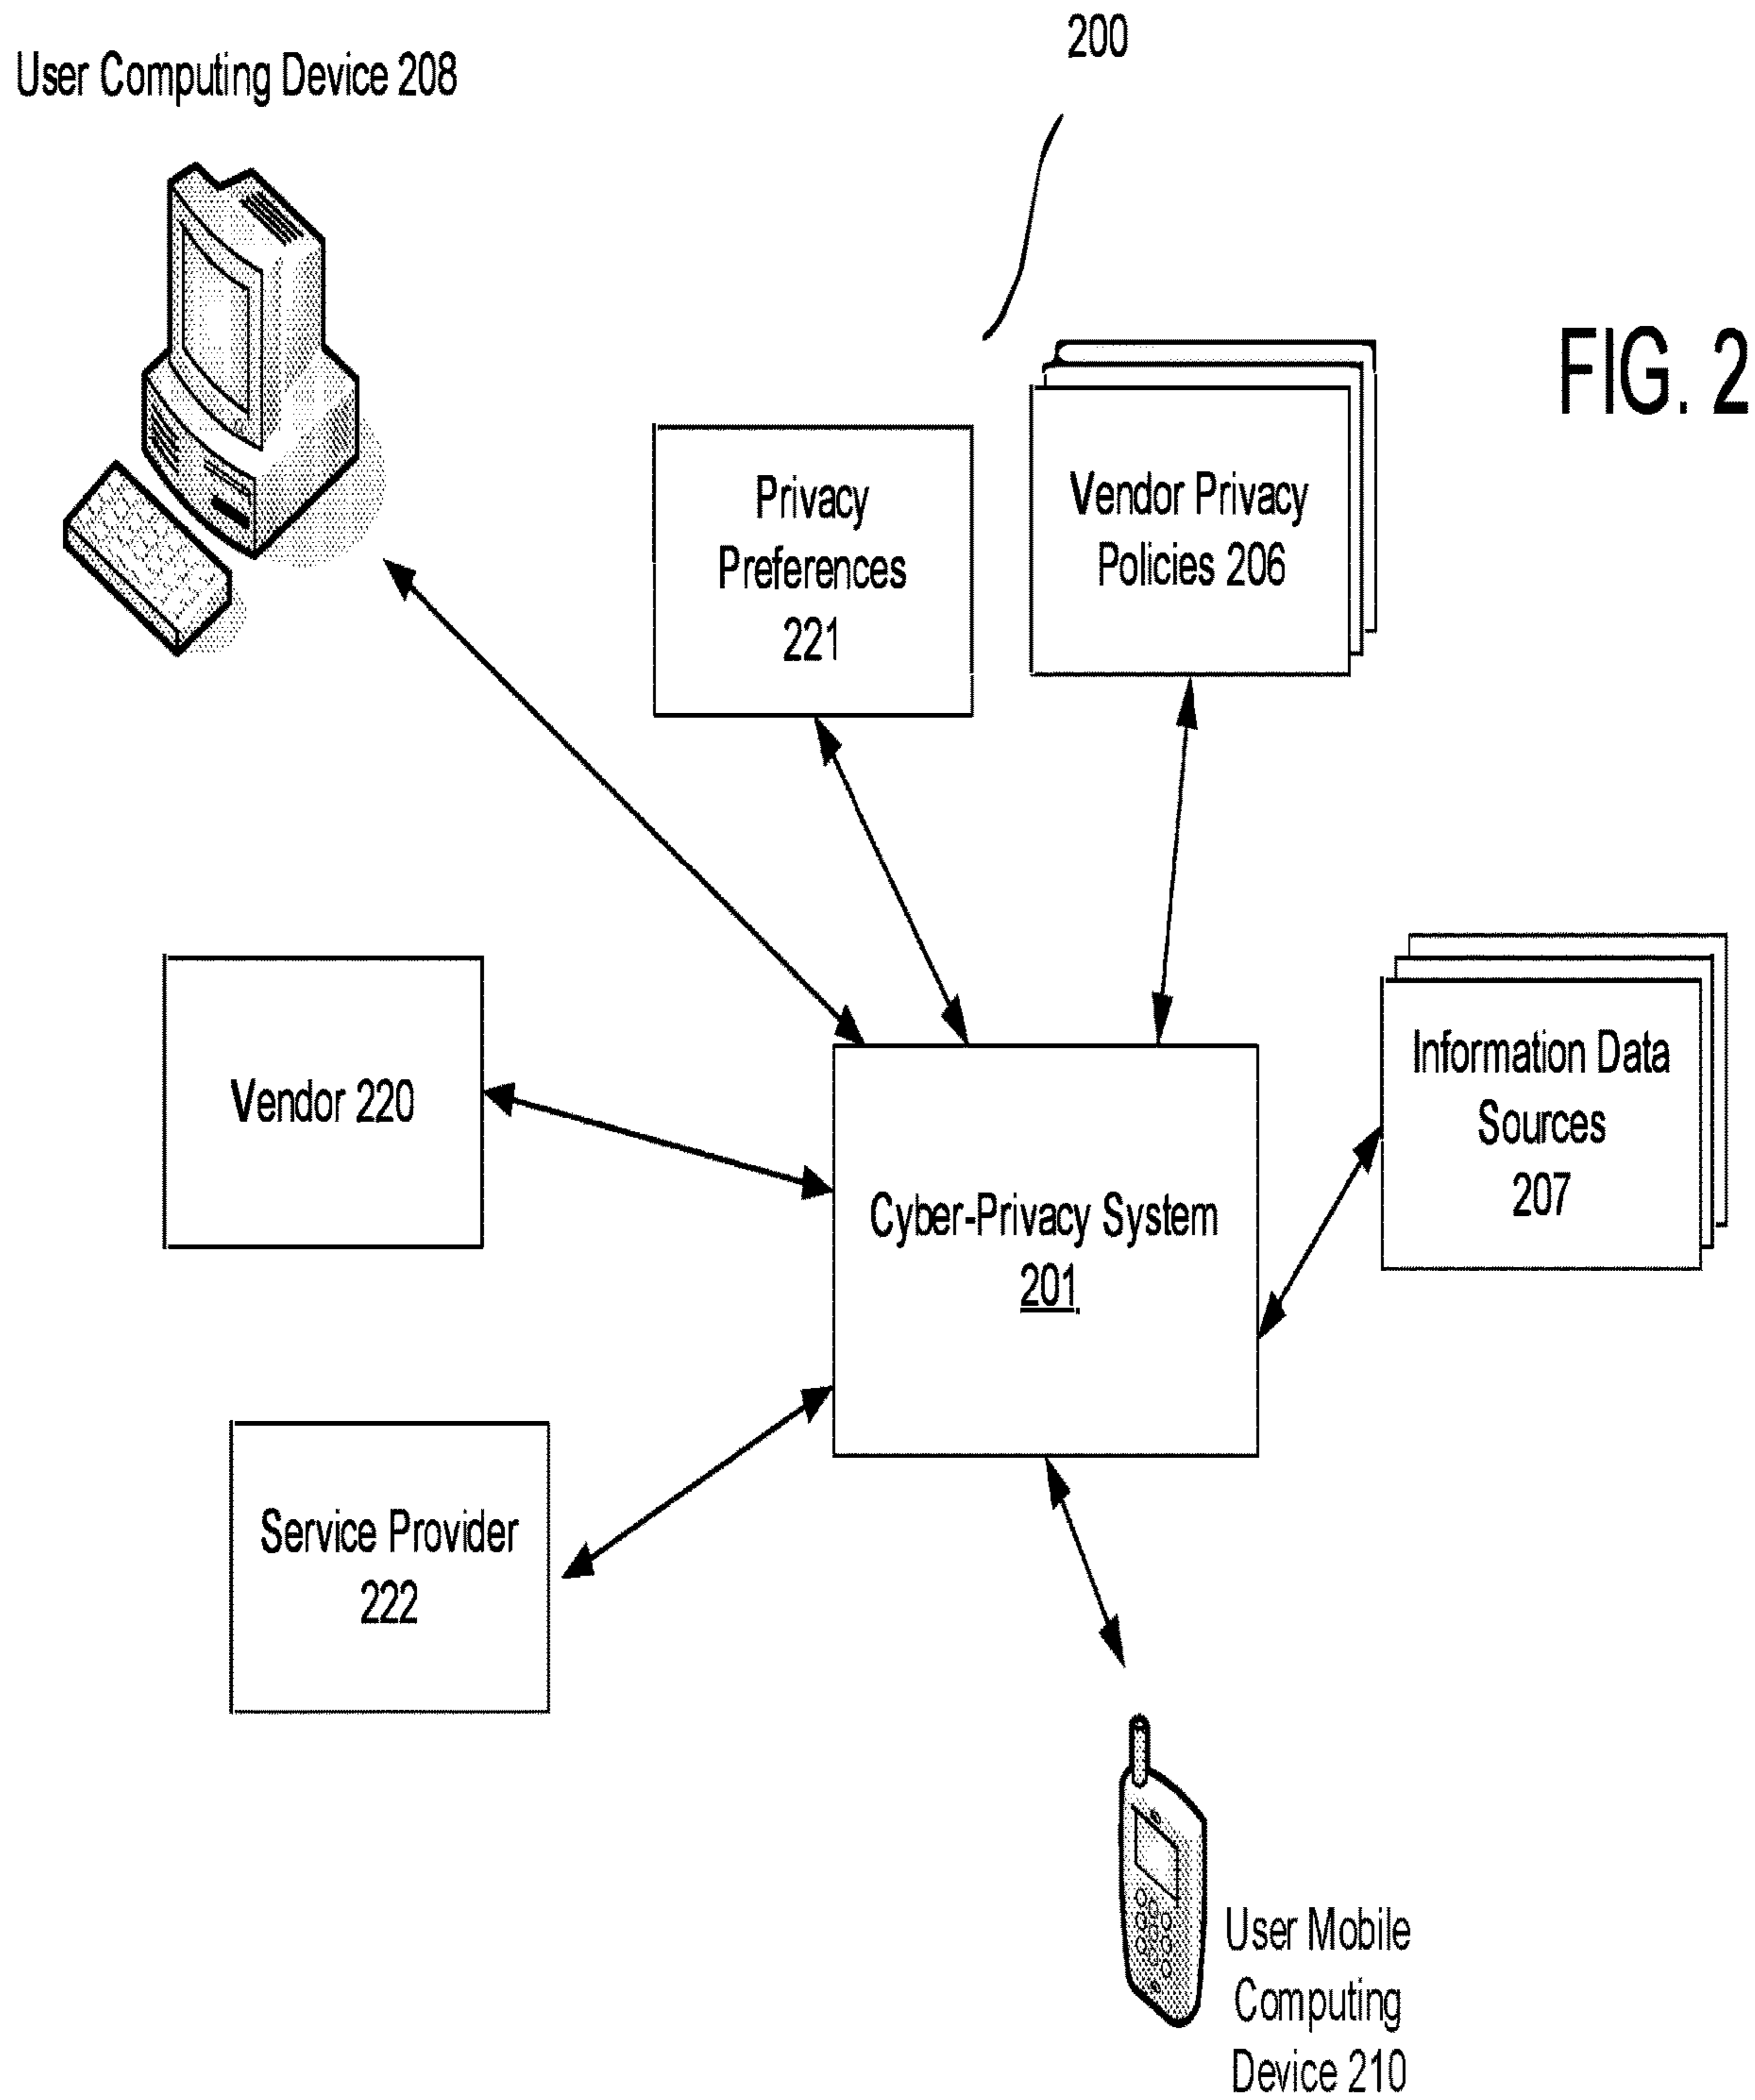 200
User Computing Device 208
FIG. 2
Privacy
Preferences
221
Vendor Privacy
Policies 206
Vendor 220
Information Data
Sources
207
Cyber-Privacy System
201
Service Provider
222
User Mobile
Computing
Device 210